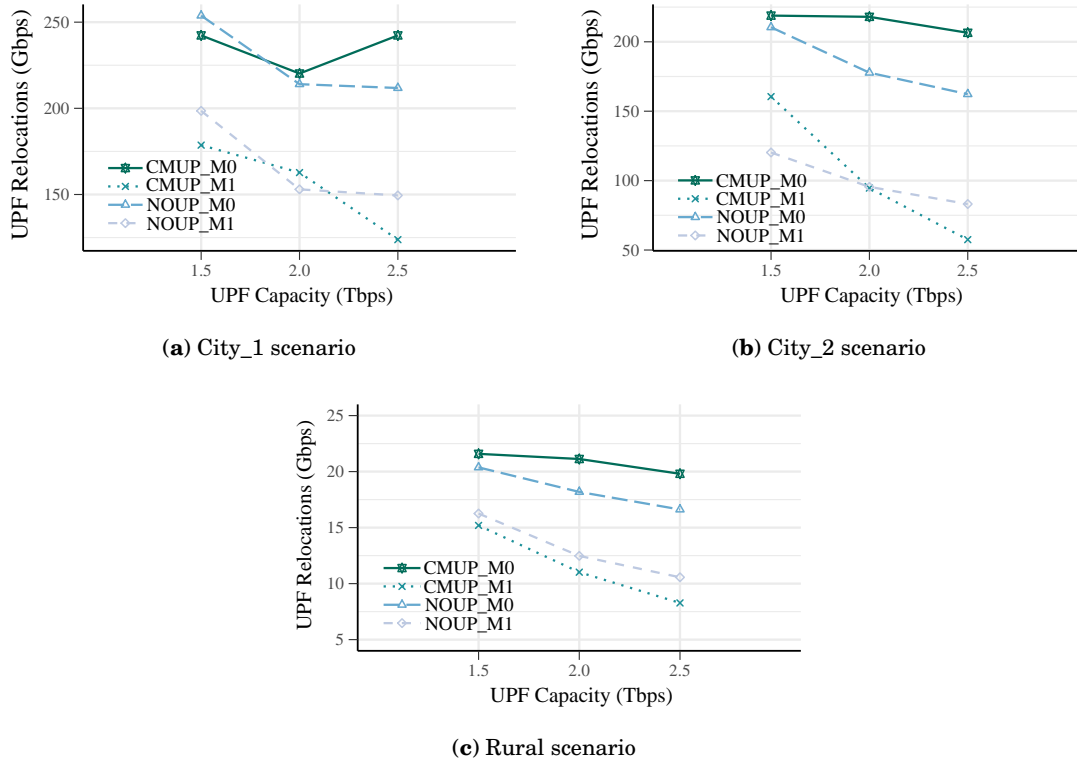 UPF Relocations (Gbps)
250
200
150
CMUP_M0
CMUP_M1
NOUP_M0
NOUP_M1
1.5 2.0 2.5
UPF Capacity (Tbps)
(a) City_1 scenario
UPF Relocations (Gbps)
200
150
100
50
CMUP_M0
CMUP_M1
NOUP_M0
NOUP_M1
1.5 2.0 2.5
UPF Capacity (Tbps)
(b) City_2 scenario
UPF Relocations (Gbps)
25
20
15
10
5
CMUP_M0
CMUP_M1
NOUP_M0
NOUP_M1
1.5 2.0 2.5
UPF Capacity (Tbps)
(c) Rural scenario